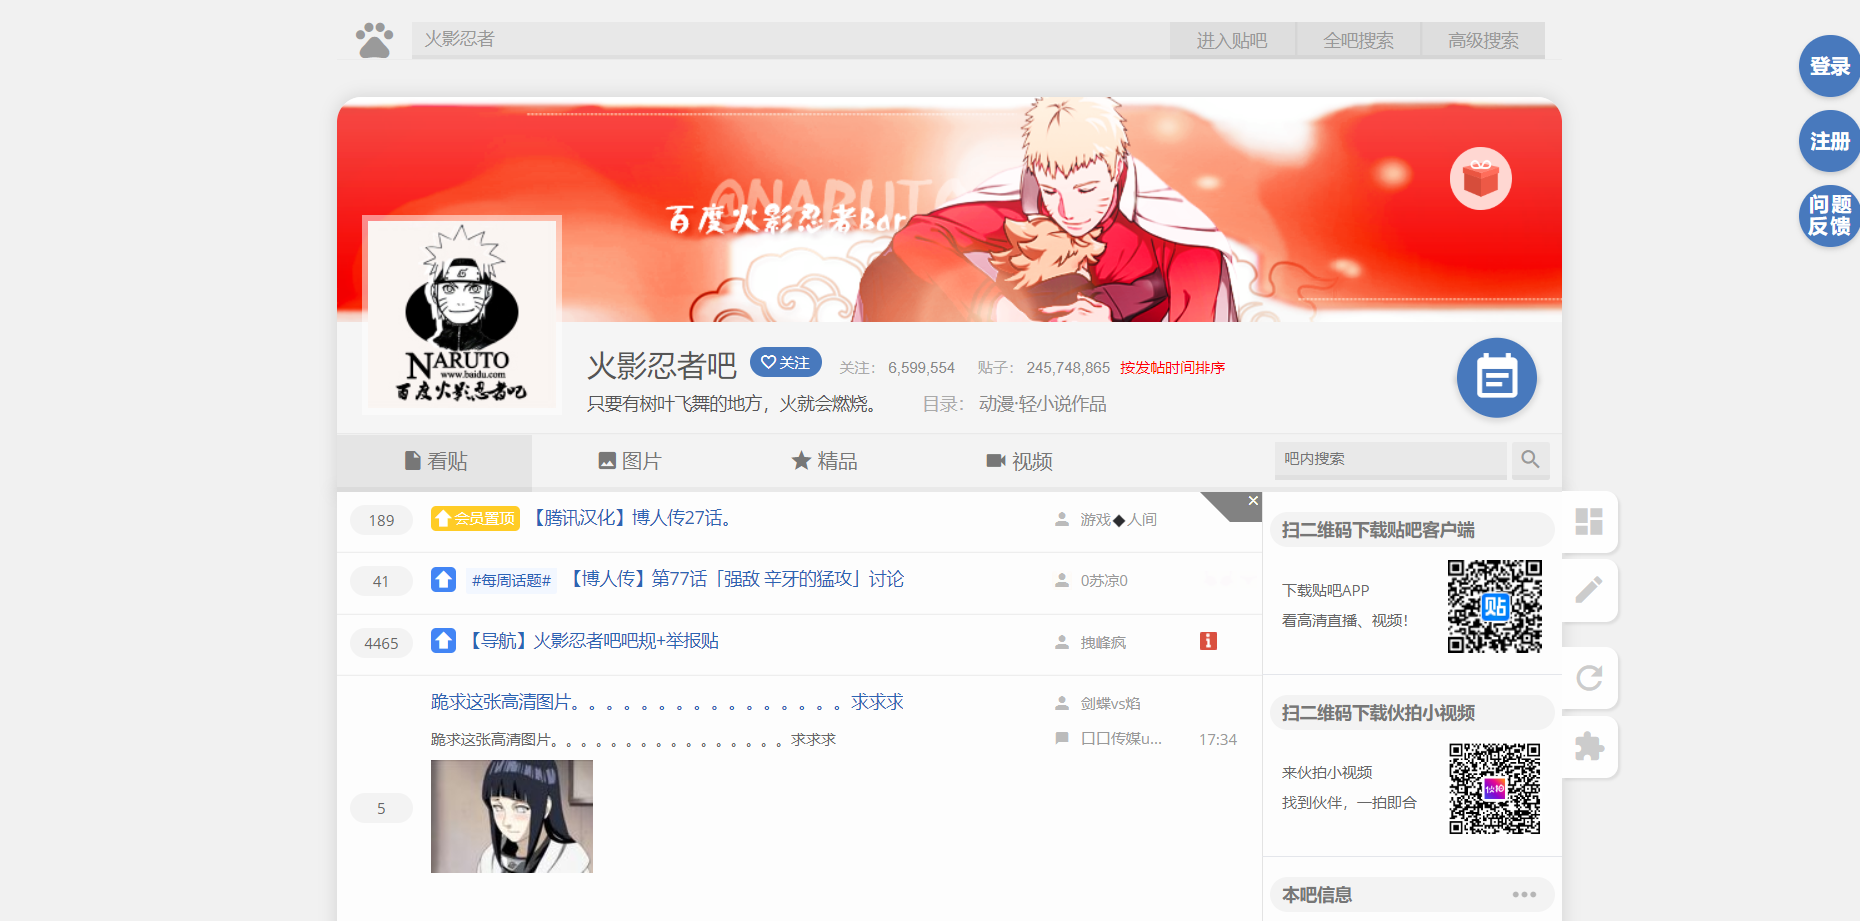 火影忍者
进入贴吧
全吧搜索
高级搜索
登录
注册
问题
反馈
@NARUTO
百度火影忍者Bar
NARUTO
www.baidu.com
百度火影忍者吧
火影忍者吧
关注
关注： 6,599,554
贴子： 245,748,865
按发帖时间排序
只要有树叶飞舞的地方，火就会燃烧。
目录： 动漫·轻小说作品
看贴
图片
精品
视频
吧内搜索
189
会员置顶
【腾讯汉化】博人传27话。
游戏◆人间
41
#每周话题#
【博人传】第77话「强敌 辛牙的猛攻」讨论
0苏凉0
4465
【导航】火影忍者吧吧规+举报贴
拽峰疯
5
跪求这张高清图片。。。。。。。。。。。。。。。。求求求
剑蝶vs焰
跪求这张高清图片。。。。。。。。。。。。。。。。求求求
口口传媒u...
17:34
扫二维码下载贴吧客户端
下载贴吧APP
看高清直播、视频！
贴
扫二维码下载伙拍小视频
来伙拍小视频
找到伙伴，一拍即合
伙拍
本吧信息